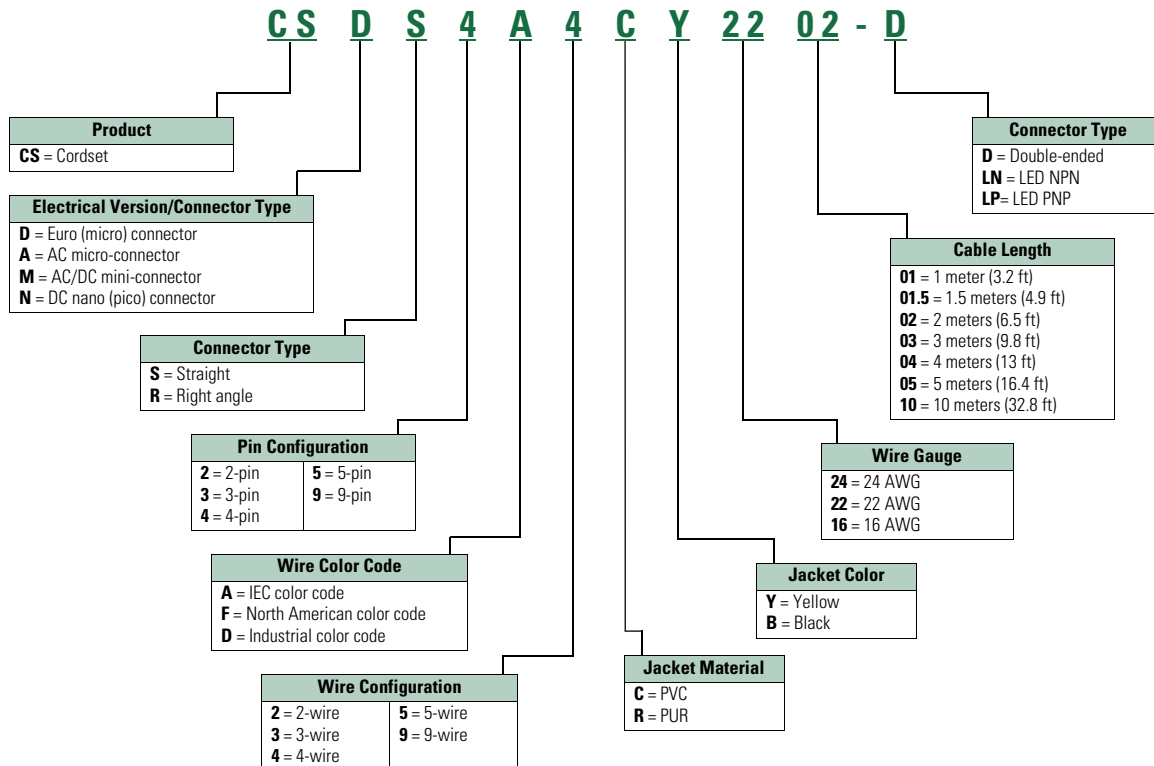 CS D S 4 A 4 C Y 22 02 - D
Product
CS = Cordset
Electrical Version/Connector Type
D = Euro (micro) connector
A = AC micro-connector
M = AC/DC mini-connector
N = DC nano (pico) connector
Connector Type
S = Straight
R = Right angle
Pin Configuration
2 = 2-pin
3 = 3-pin
4 = 4-pin
5 = 5-pin
9 = 9-pin
Wire Color Code
A = IEC color code
F = North American color code
D = Industrial color code
Wire Configuration
2 = 2-wire
3 = 3-wire
4 = 4-wire
5 = 5-wire
9 = 9-wire
Connector Type
D = Double-ended
LN = LED NPN
LP= LED PNP
Cable Length
01 = 1 meter (3.2 ft)
01.5 = 1.5 meters (4.9 ft)
02 = 2 meters (6.5 ft)
03 = 3 meters (9.8 ft)
04 = 4 meters (13 ft)
05 = 5 meters (16.4 ft)
10 = 10 meters (32.8 ft)
Wire Gauge
24 = 24 AWG
22 = 22 AWG
16 = 16 AWG
Jacket Color
Y = Yellow
B = Black
Jacket Material
C = PVC
R = PUR